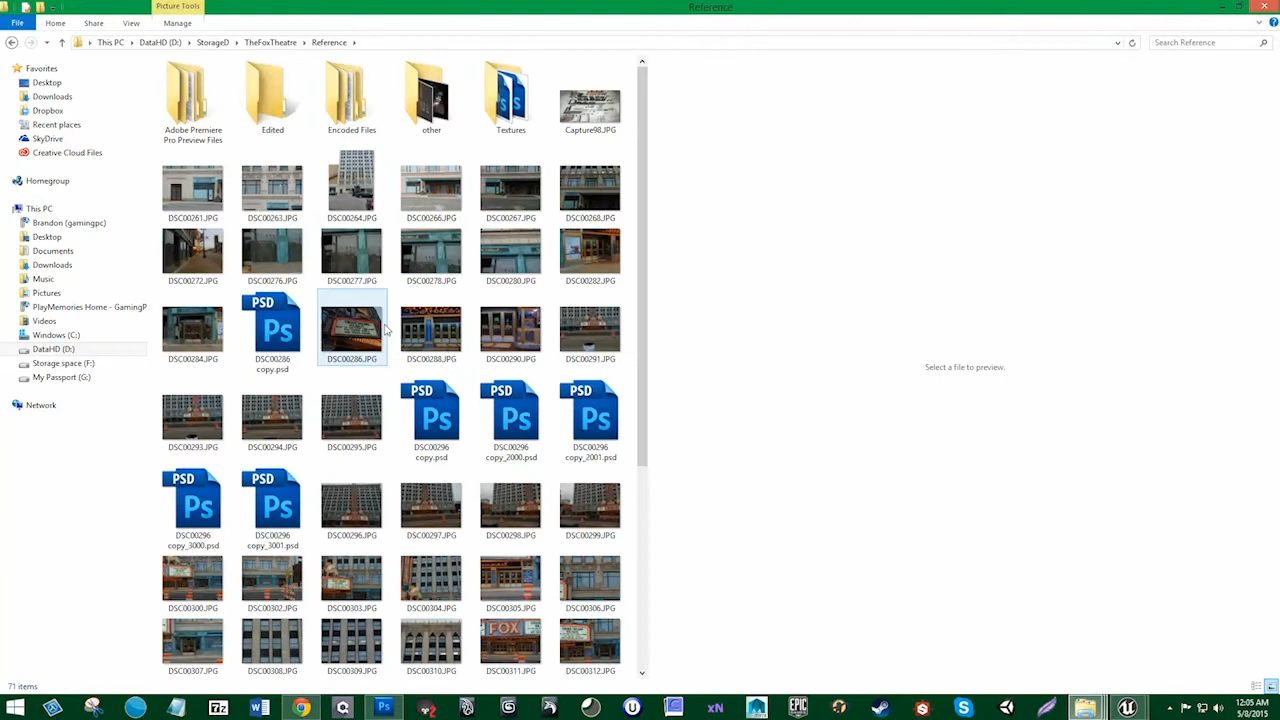 Picture Tools
Reference
File
Home
Share
View
Manage
This PC
DataHD (D:)
StorageD
TheFoxTheatre
Reference
Search Reference
Favorites
Desktop
Downloads
Dropbox
Recent places
SkyDrive
Creative Cloud Files
Homegroup
This PC
Brandon (gamingpc)
Desktop
Documents
Downloads
Music
Pictures
PlayMemories Home - GamingP
Videos
Windows (C:)
DataHD (D:)
Storage space (F:)
My Passport (G:)
Network
Adobe Premiere
Pro Preview Files
Edited
Encoded Files
other
Textures
Capture98.JPG
DSC00261.JPG
DSC00263.JPG
DSC00264.JPG
DSC00266.JPG
DSC00267.JPG
DSC00268.JPG
DSC00272.JPG
DSC00276.JPG
DSC00277.JPG
DSC00278.JPG
DSC00280.JPG
DSC00282.JPG
PSD
Ps
DSC00284.JPG
DSC00286
copy.psd
DSC00286.JPG
DSC00288.JPG
DSC00290.JPG
DSC00291.JPG
PSD
Ps
PSD
Ps
PSD
Ps
DSC00293.JPG
DSC00294.JPG
DSC00295.JPG
DSC00296
copy.psd
DSC00296
copy_2000.psd
DSC00296
copy_2001.psd
PSD
Ps
PSD
Ps
DSC00296
copy_3000.psd
DSC00296
copy_3001.psd
DSC00296.JPG
DSC00297.JPG
DSC00298.JPG
DSC00299.JPG
DSC00300.JPG
DSC00302.JPG
DSC00303.JPG
DSC00304.JPG
DSC00305.JPG
DSC00306.JPG
FOX
DSC00307.JPG
DSC00308.JPG
DSC00309.JPG
DSC00310.JPG
DSC00311.JPG
DSC00312.JPG
Select a file to preview.
71 items
7z
W
Ps
xN
EPIC
12:05 AM
5/8/2015